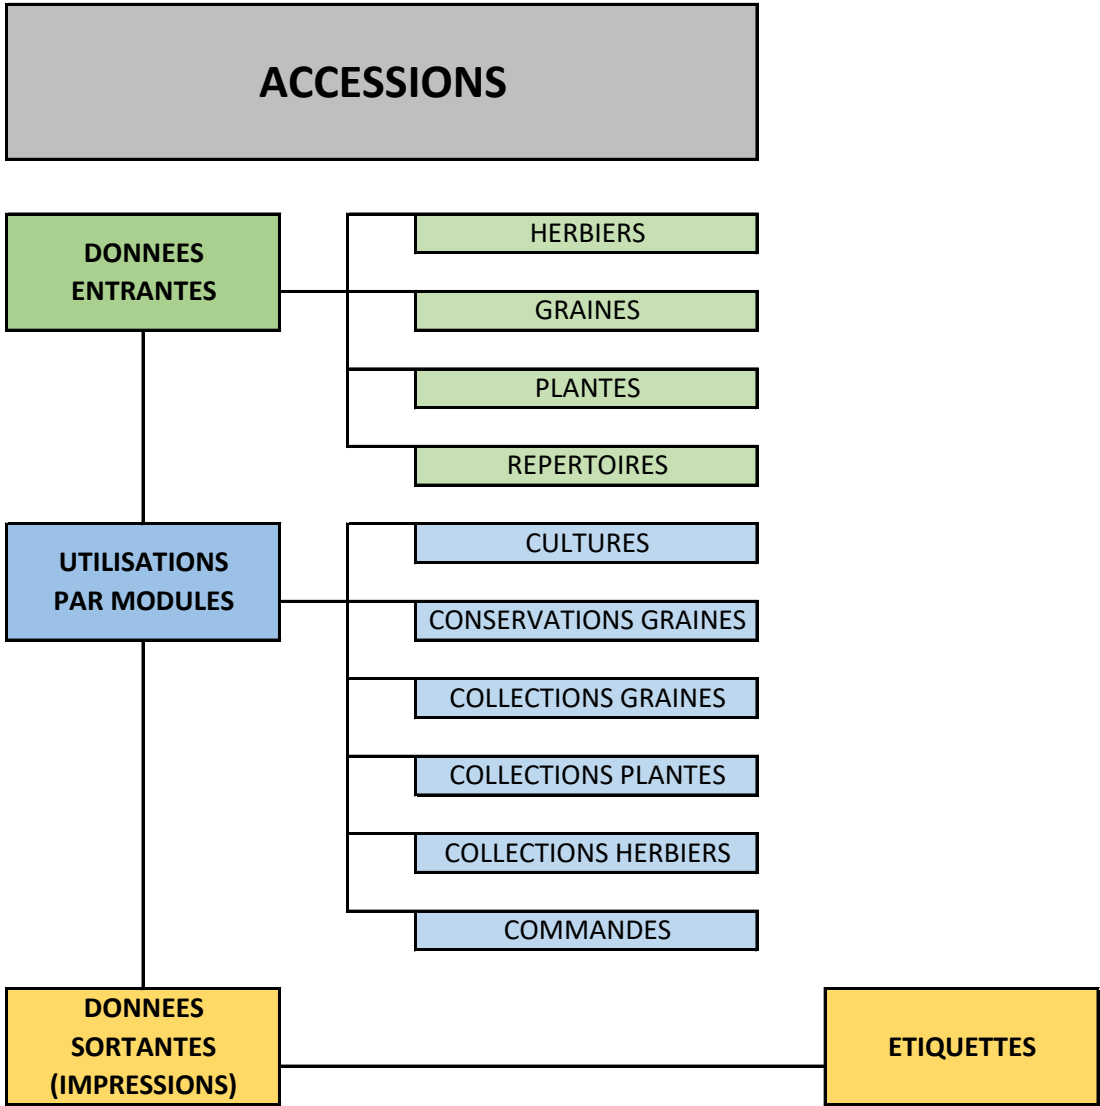 ACCESSIONS
DONNEES
ENTRANTES
HERBIERS
GRAINES
PLANTES
REPERTOIRES
UTILISATIONS
PAR MODULES
CULTURES
CONSERVATIONS GRAINES
COLLECTIONS GRAINES
COLLECTIONS PLANTES
COLLECTIONS HERBIERS
COMMANDES
DONNEES
SORTANTES
(IMPRESSIONS)
ETIQUETTES